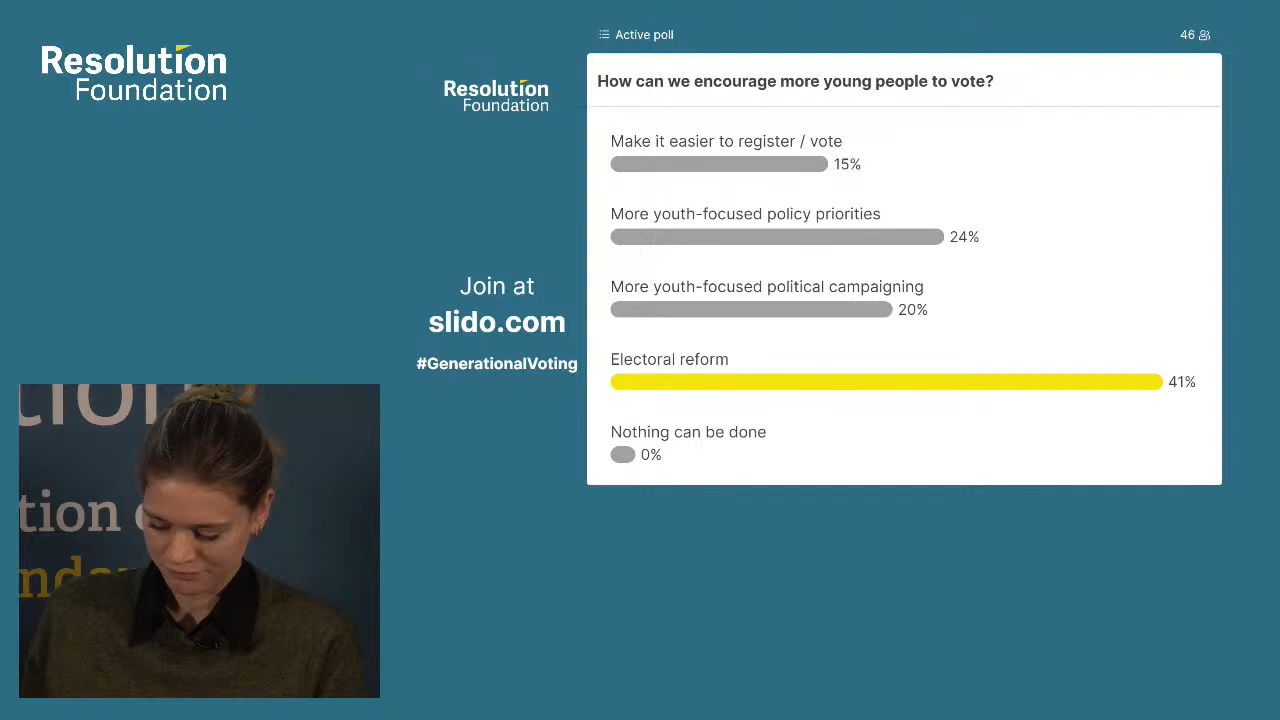 Resolution
Foundation
Active poll
46
Resolution
Foundation
How can we encourage more young people to vote?
Make it easier to register / vote
15%
More youth-focused policy priorities
24%
More youth-focused political campaigning
20%
Join at
slido.com
#GenerationalVoting
Electoral reform
41%
Nothing can be done
0%
tion
tion